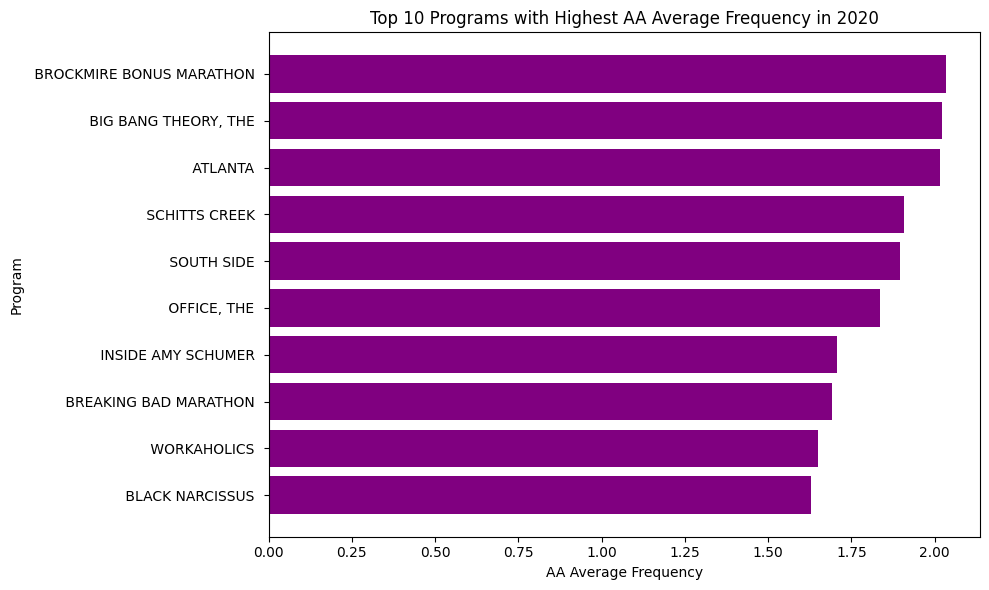 Top 10 Programs with Highest AA Average Frequency in 2020
BROCKMIRE BONUS MARATHON
BIG BANG THEORY, THE
ATLANTA
SCHITTS CREEK
SOUTH SIDE
OFFICE, THE
INSIDE AMY SCHUMER
BREAKING BAD MARATHON
WORKAHOLICS
BLACK NARCISSUS
Program
0.00 0.25 0.50 0.75 1.00 1.25 1.50 1.75 2.00
AA Average Frequency